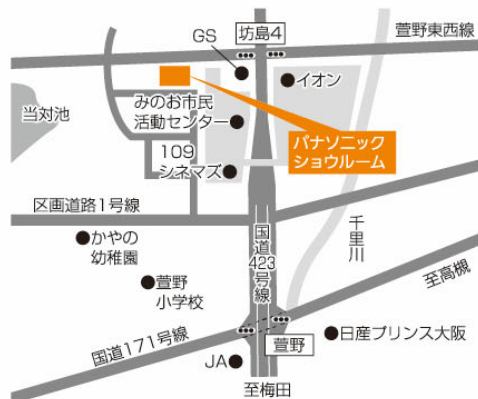 坊島4
萱野東西線
GS
イオン
当対池
みのお市民
活動センター
パナソニック
ショウルーム
109
シネマズ
区画道路1号線
かやの
幼稚園
国道423号線
千里川
萱野
小学校
至高槻
国道171号線
萱野
日産プリンス大阪
JA
至梅田